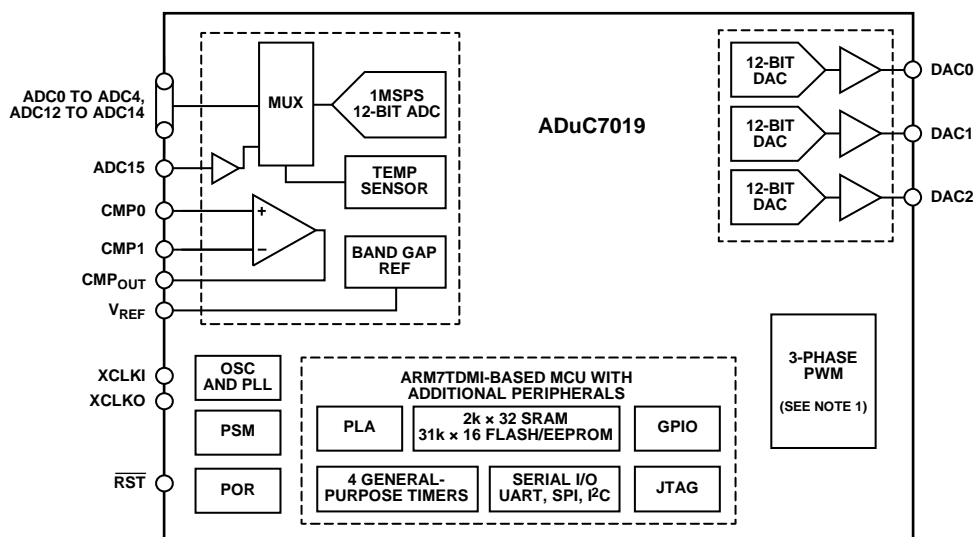 ADuC7019
ADC0 TO ADC4,
ADC12 TO ADC14
ADC15
CMP0
CMP1
CMPOUT
VREF
XCLKI
XCLKO
RST
MUX
1MSPS
12-BIT ADC
TEMP
SENSOR
+
−
BAND GAP
REF
12-BIT
DAC
DAC0
12-BIT
DAC
DAC1
12-BIT
DAC
DAC2
OSC
AND PLL
PSM
POR
ARM7TDMI-BASED MCU WITH
ADDITIONAL PERIPHERALS
PLA
2k × 32 SRAM
31k × 16 FLASH/EEPROM
GPIO
4 GENERAL-
PURPOSE TIMERS
SERIAL I/O
UART, SPI, I2C
JTAG
3-PHASE
PWM
(SEE NOTE 1)